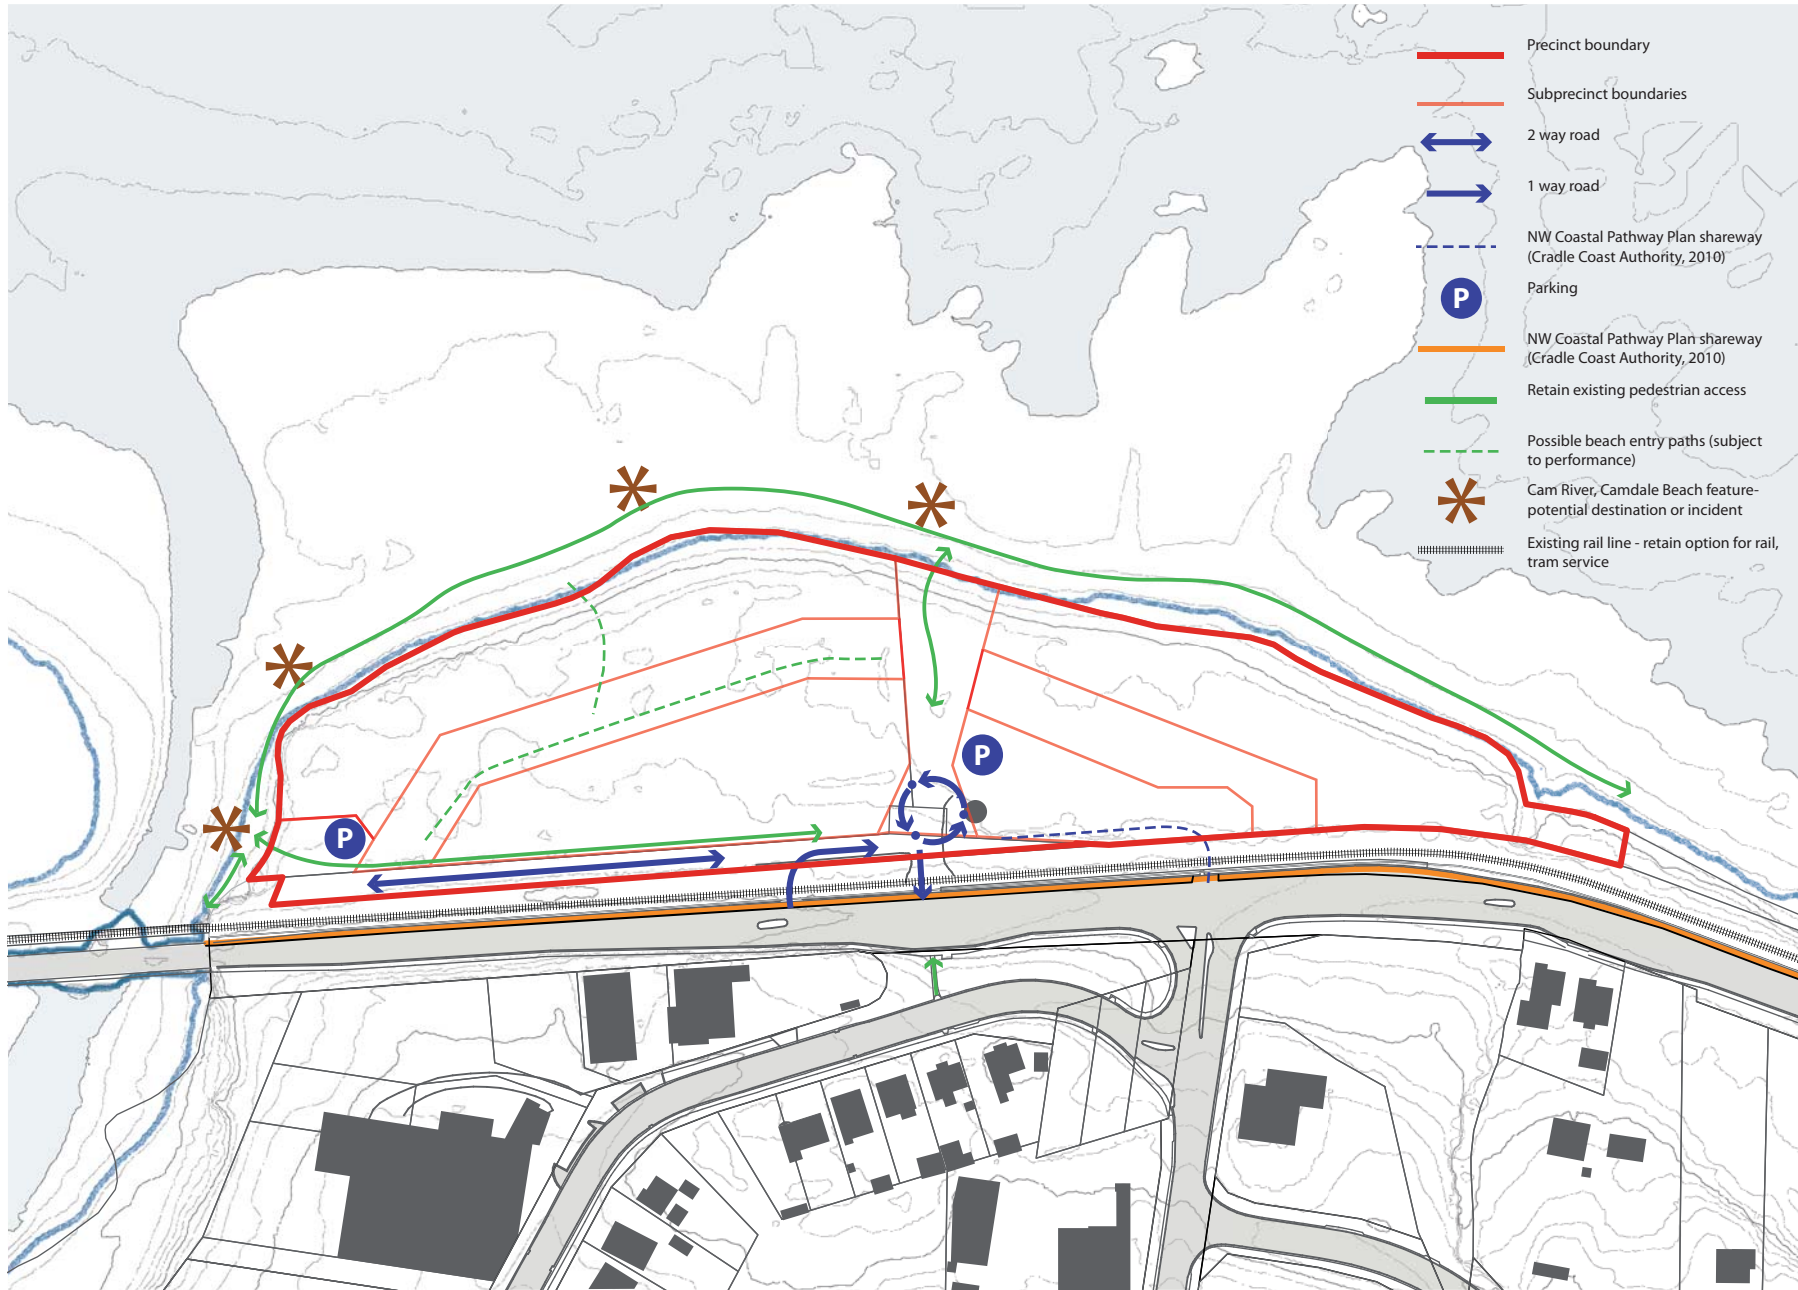 Precinct boundary
Subprecinct boundaries
2 way road
1 way road
NW Coastal Pathway Plan shareway
(Cradle Coast Authority, 2010)
P
Parking
NW Coastal Pathway Plan shareway
(Cradle Coast Authority, 2010)
Retain existing pedestrian access
Possible beach entry paths (subject
to performance)
Cam River, Camdale Beach feature-
potential destination or incident
Existing rail line - retain option for rail,
tram service
P
P